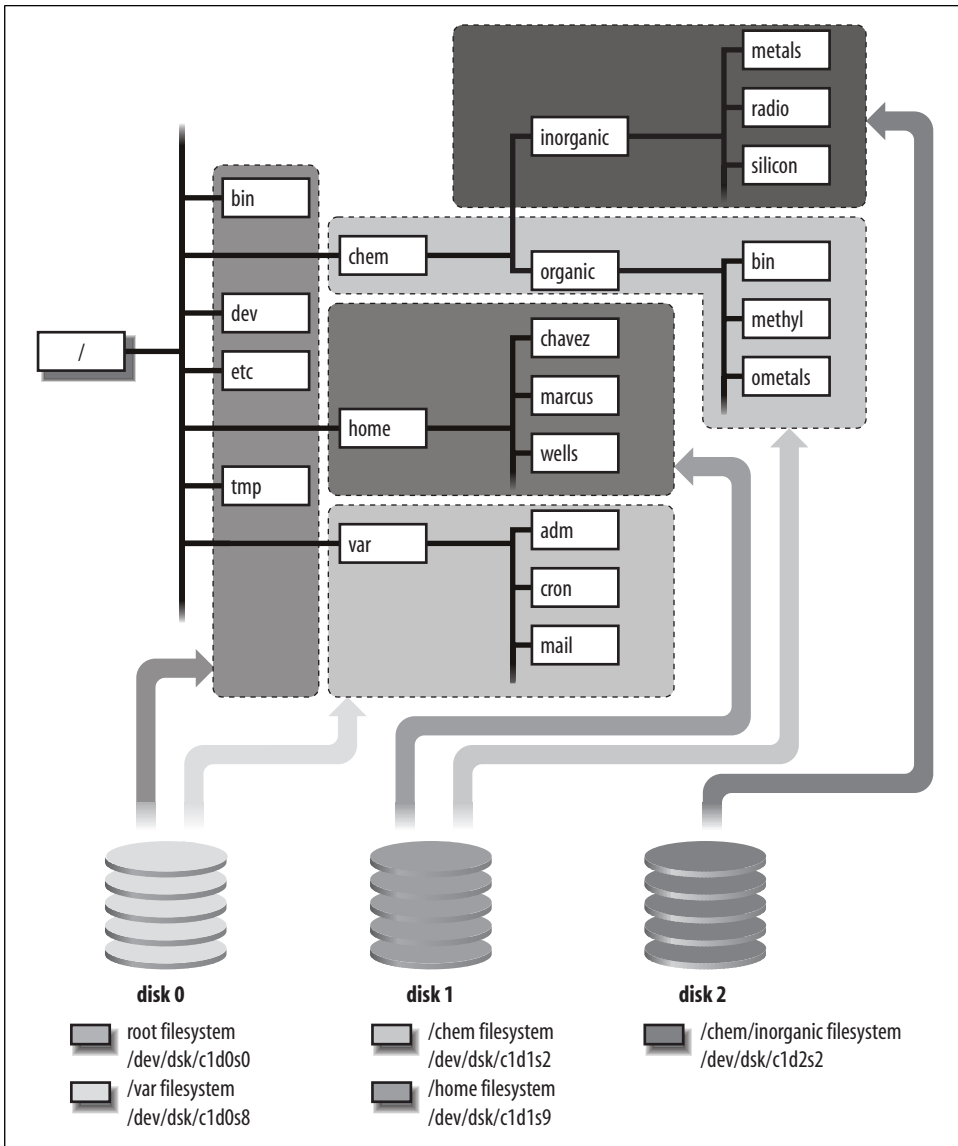 metals
radio
inorganic
silicon
bin
chem
organic
bin
methyl
ometals
dev
/
etc
chavez
marcus
home
wells
tmp
var
adm
cron
mail
disk 0
root filesystem
/dev/dsk/c1d0s0
/var filesystem
/dev/dsk/c1d0s8
disk 1
/chem filesystem
/dev/dsk/c1d1s2
/home filesystem
/dev/dsk/c1d1s9
disk 2
/chem/inorganic filesystem
/dev/dsk/c1d2s2